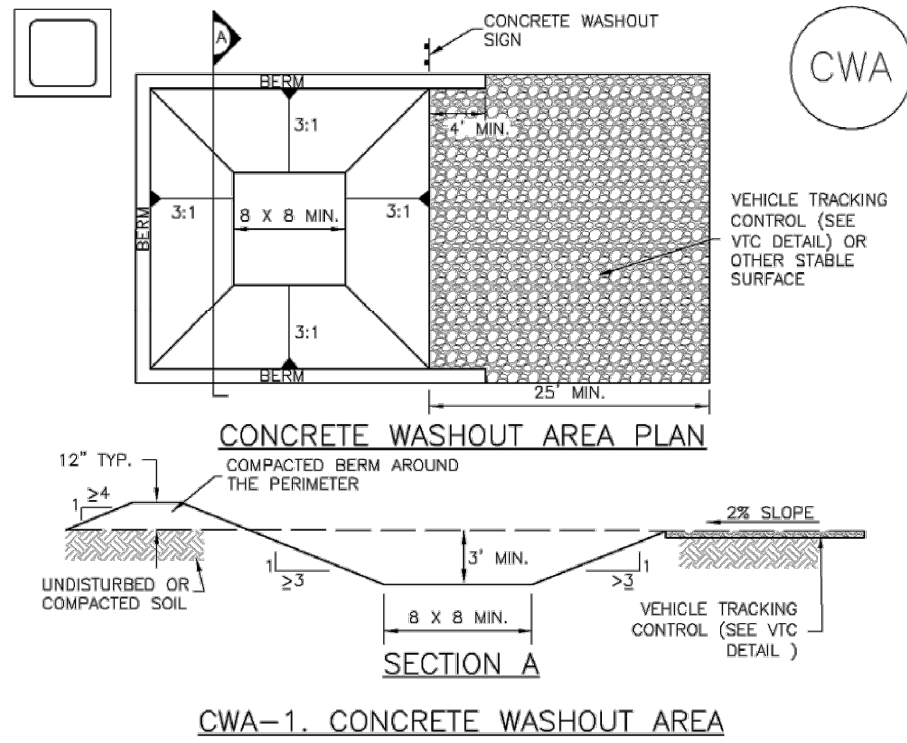 A
CONCRETE WASHOUT
SIGN
CWA
BERM
3:1
4' MIN.
BERM
3:1
8 X 8 MIN.
3:1
VEHICLE TRACKING
CONTROL (SEE
VTC DETAIL) OR
OTHER STABLE
SURFACE
3:1
BERM
25' MIN.
CONCRETE WASHOUT AREA PLAN
12" TYP.
COMPACTED BERM AROUND
THE PERIMETER
1
≥4
2% SLOPE
3' MIN.
1
≥3
>3
1
UNDISTURBED OR
COMPACTED SOIL
8 X 8 MIN.
VEHICLE TRACKING
CONTROL (SEE VTC
DETAIL )
SECTION A
CWA-1. CONCRETE WASHOUT AREA